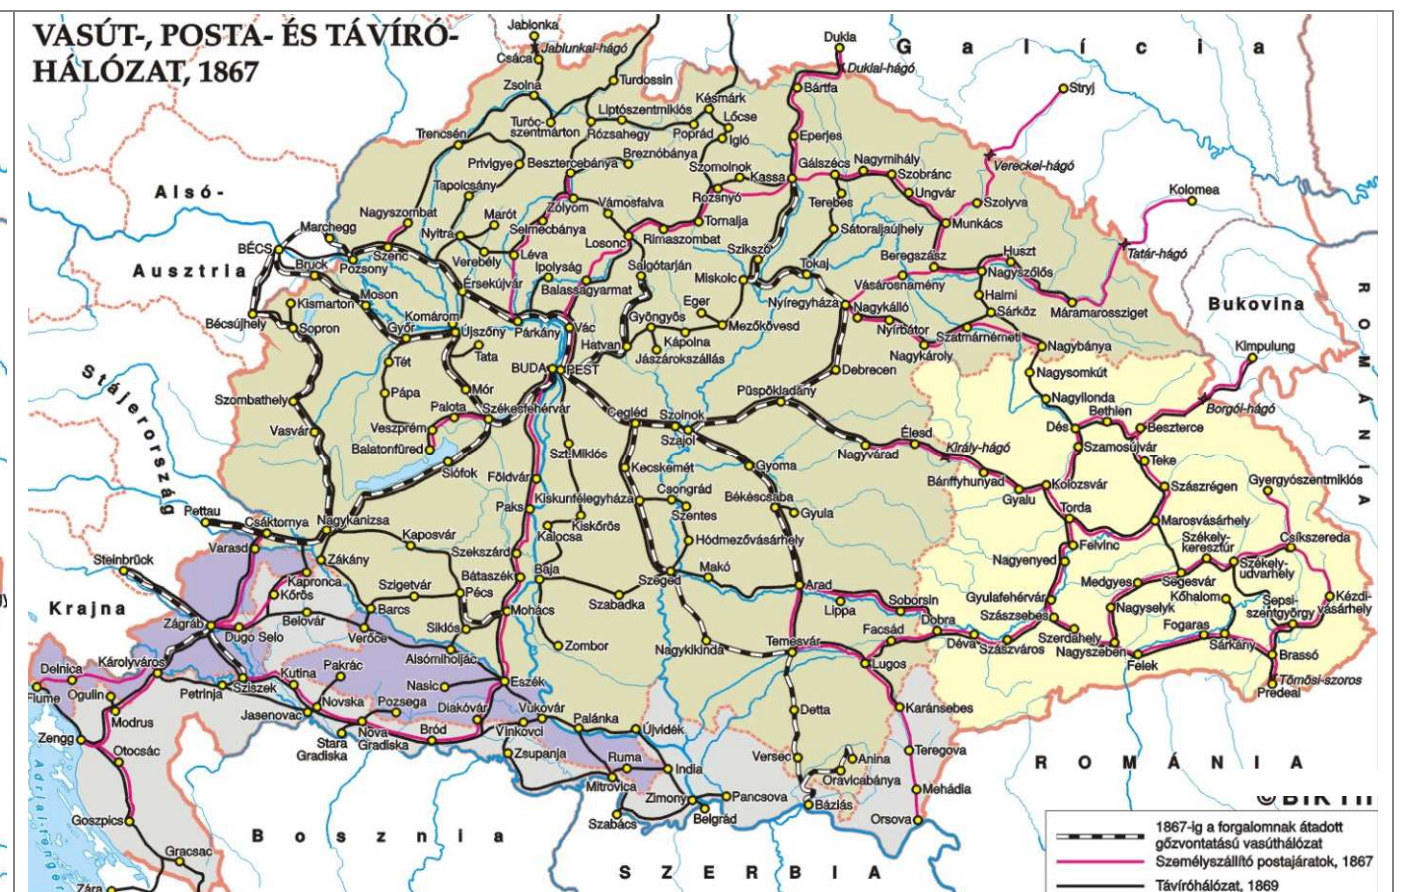 VASÚT-, POSTA- ÉS TÁVÍRÓ-
HÁLÓZAT, 1867
Jablonka
Jablunkai-hágó
Csáca
Dukla
Duklai-hágó
Galícia
Zsolna
Turdossin
Bártfa
Stryj
Liptószentmiklós
Késmárk
Turóc-
szentmárton
Rózsahegy
Poprád
Lőcse
Igló
Trencsén
Eperjes
Privigye
Besztercebánya
Breznóbánya
Szomolnok
Kassa
Gálszécs
Nagymihály
Szobránc
Vereckei-hágó
Tapolcsány
Rozsnyó
Terebes
Ungvár
Szolyva
Kolomea
Alsó-
Ausztria
Nagyszombat
Marót
Zólyom
Vámosfalva
Selmecbánya
Tornalja
Munkács
Marchegg
Nyitra
Losonc
Rimaszombat
Sátoraljaújhely
BÉCS
Bruck
Pozsony
Szenc
Verebély
Léva
Ipolyság
Salgótarján
Szikszó
Beregszász
Huszt
Tatár-hágó
Érsekújvár
Balassagyarmat
Miskolc
Tokaj
Vásárosnamény
Nagyszőlős
Kismarton
Moson
Eger
Nyíregyháza
Nagykálló
Halmi
Máramarossziget
Bukovina
Bécsújhely
Sopron
Győr
Komárom
Újszőny
Párkány
Vác
Gyöngyös
Mezőkövesd
Nyírbátor
Sárköz
Szatmárnémeti
Tata
Hatvan
Kápolna
Jászárokszállás
Nagykároly
Nagybánya
Kimpulung
Tét
BUDA
PEST
Debrecen
Nagysomkút
Stájerország
Szombathely
Pápa
Mór
Püspökladány
Nagyilonda
Borgói-hágó
Palota
Székesfehérvár
Cegléd
Szolnok
Bethlen
Vasvár
Veszprém
Szajol
Élesd
Dés
Beszterce
Balatonfüred
Szt.Miklós
Nagyvárad
Király-hágó
Szamosújvár
Siófok
Földvár
Kecskemét
Gyoma
Bánffyhunyad
Teke
Kiskunfélegyháza
Csongrád
Békéscsaba
Gyalu
Kolozsvár
Szászrégen
Gyergyószentmiklós
Pettau
Csáktornya
Nagykanizsa
Paks
Szentes
Gyula
Torda
Marosvásárhely
Kiskőrös
Kalocsa
Hódmezővásárhely
Felvinc
Székely-
keresztúr
Csíkszereda
Varasd
Zákány
Kaposvár
Szekszárd
Steinbrück
Nagyenyed
Székely-
udvarhely
Kapronca
Szigetvár
Bátaszék
Baja
Szeged
Makó
Arad
Medgyes
Segesvár
Krajna
Kőrös
Pécs
Szabadka
Lippa
Soborsin
Gyulafehérvár
Kőhalom
Sepsi-
szentgyörgy
Kézdi-
vásárhely
Belovár
Barcs
Mohács
Szászsebes
Nagyselyk
Zágráb
Dugo Selo
Verőce
Siklós
Facsád
Dobra
Szerdahely
Fogaras
Zombor
Nagykikinda
Temesvár
Déva
Szászváros
Nagyszeben
Sárkány
Brassó
Károlyváros
Alsómiholjác
Lugos
Felek
Delnica
Kutina
Pakrác
Eszék
Tömösi-szoros
Predeal
Fiume
Ogulin
Petrinja
Sziszek
Nasic
Novska
Pozsega
Diakóvár
Vukovár
Palánka
Detta
Karánsebes
Modrus
Jasenovac
Nova
Gradiska
Bród
Vinkovci
Újvidék
Zengg
Stara
Gradiska
Otocsác
Zsupanja
Ruma
Versec
Anina
Teregova
India
Oravicabánya
Mitrovica
ROMÁNIA
ROMÁNIA
Pancsova
Mehádia
Zimony
Bázlás
Goszpics
Szabács
Belgrád
Orsova
Adriai-tenger
Bosznia
SZERBIA
Gracsac
Zára
1867-ig a forgalomnak átadott
gőzvontatású vasúthálózat
Személyszállító postajáratok, 1867
Távíróhálózat, 1869